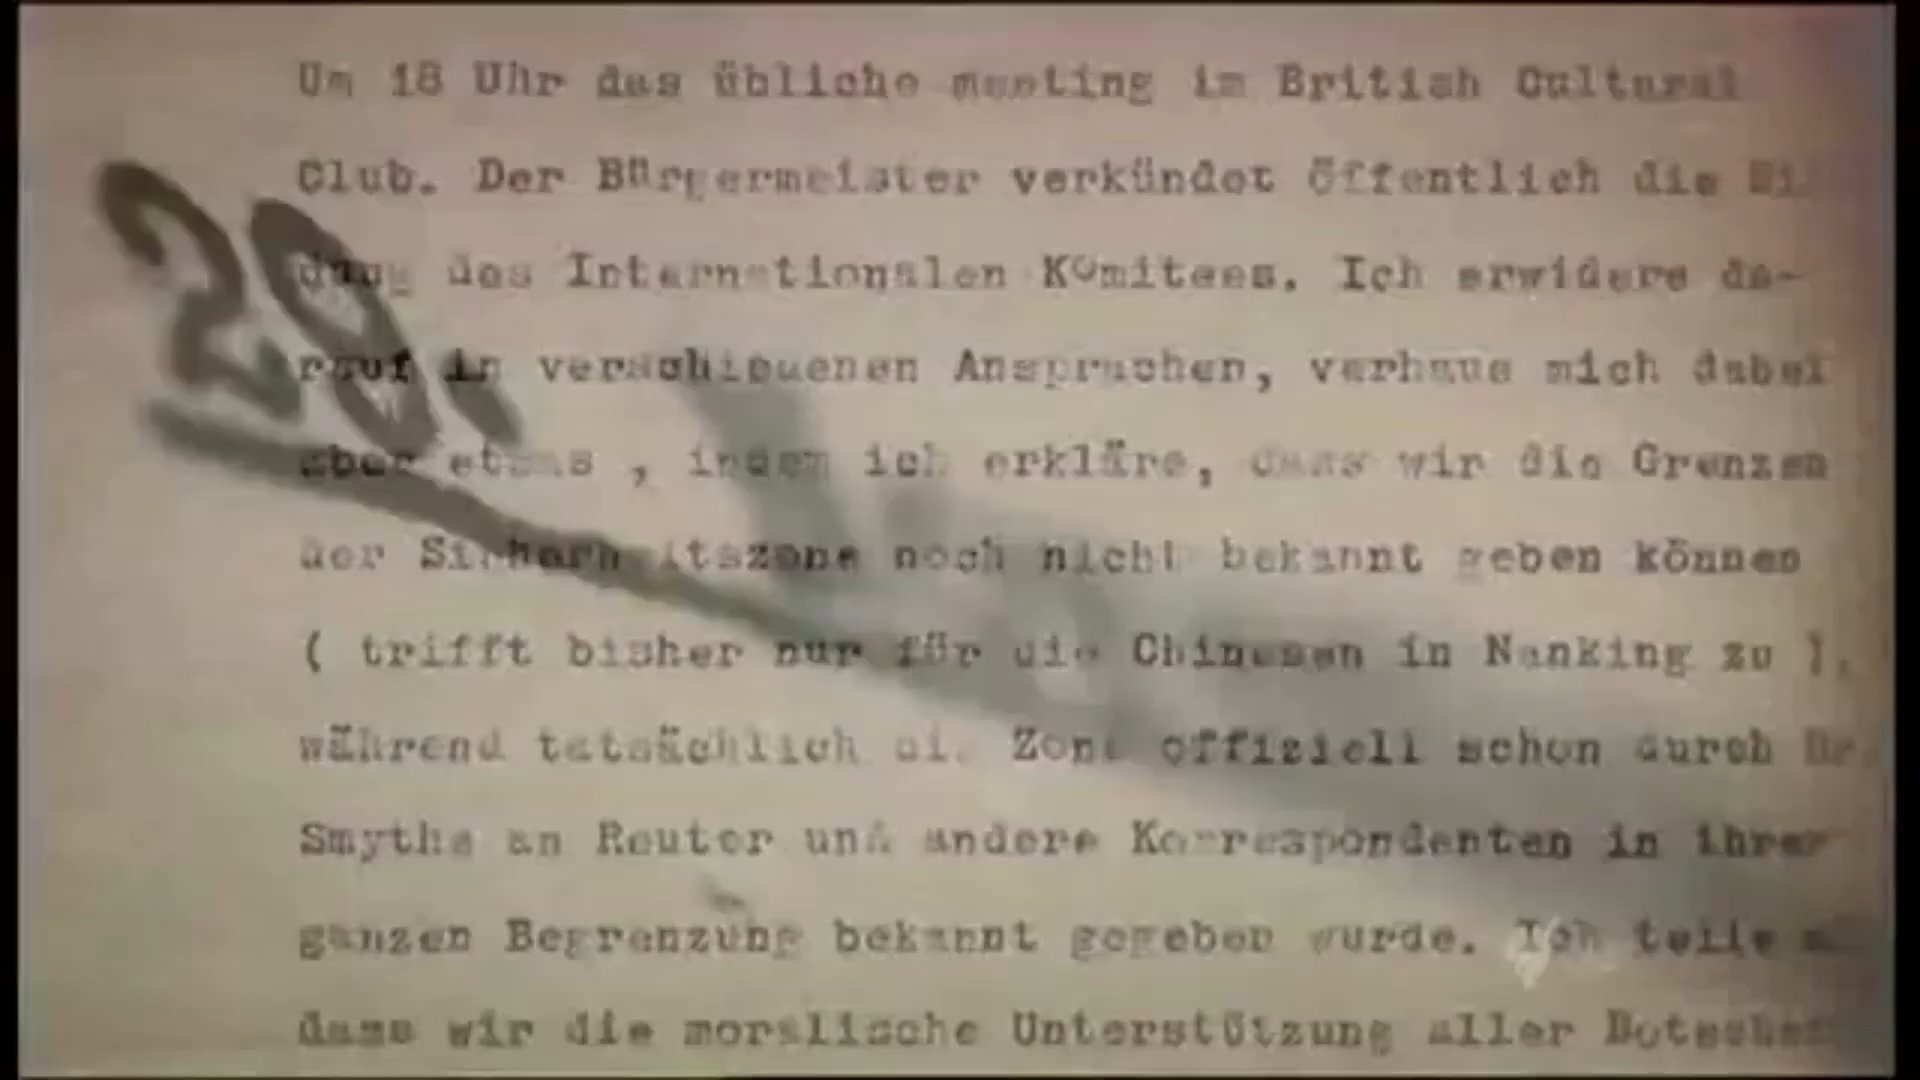 Um 18 Uhr das übliche meeting im British Cultural
Club. Der Bürgermeister verkündet öffentlich die Bil
dung des Internationalen Komitees. Ich erwidere da-
rauf in verschiedenen Ansprachen, verhaue mich dabei
aber etwas , indem ich erkläre, dass wir die Grenzen
der Sicherheitszone noch nicht bekannt geben können
( trifft bisher nur für die Chinesen in Nanking zu ),
während tatsächlich die Zone offiziell schon durch Dr.
Smythe an Reuter und andere Korrespondenten in ihrer
ganzen Begrenzung bekannt gegeben wurde. Ich teile
dass wir die moralische Unterstützung aller Botschaf
20.